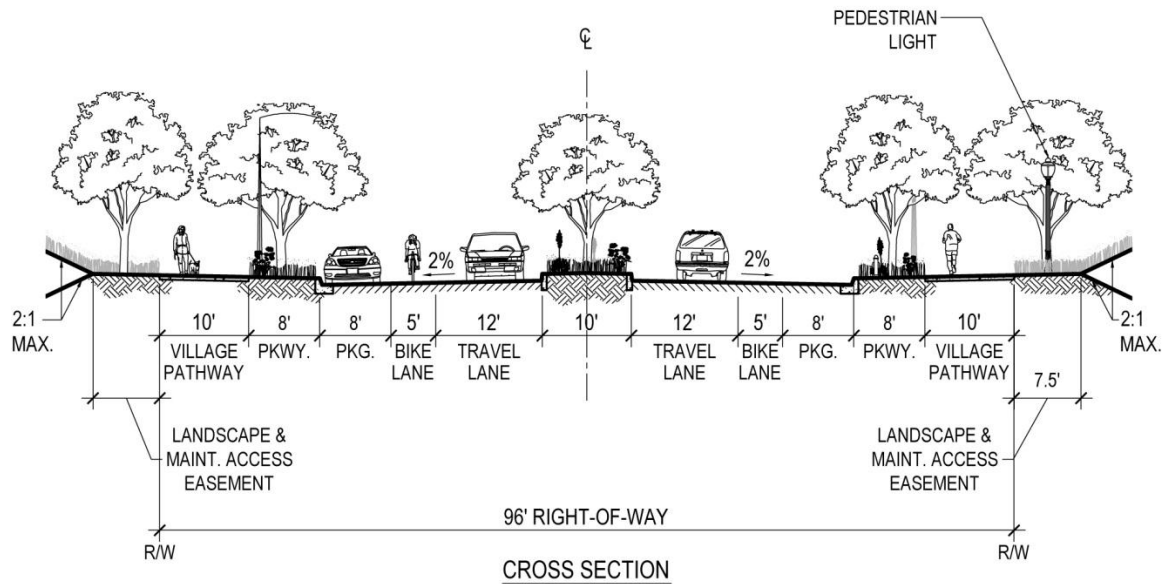 PEDESTRIAN
LIGHT
℄
2%
2%
2:1
MAX.
10'
8'
8'
5'
12'
10'
12'
5'
8'
8'
10'
2:1
MAX.
VILLAGE
PATHWAY
PKWY.
PKG.
BIKE
LANE
TRAVEL
LANE
TRAVEL
LANE
BIKE
LANE
PKG.
PKWY.
VILLAGE
PATHWAY
7.5'
LANDSCAPE &
MAINT. ACCESS
EASEMENT
LANDSCAPE &
MAINT. ACCESS
EASEMENT
96' RIGHT-OF-WAY
R/W
R/W
CROSS SECTION